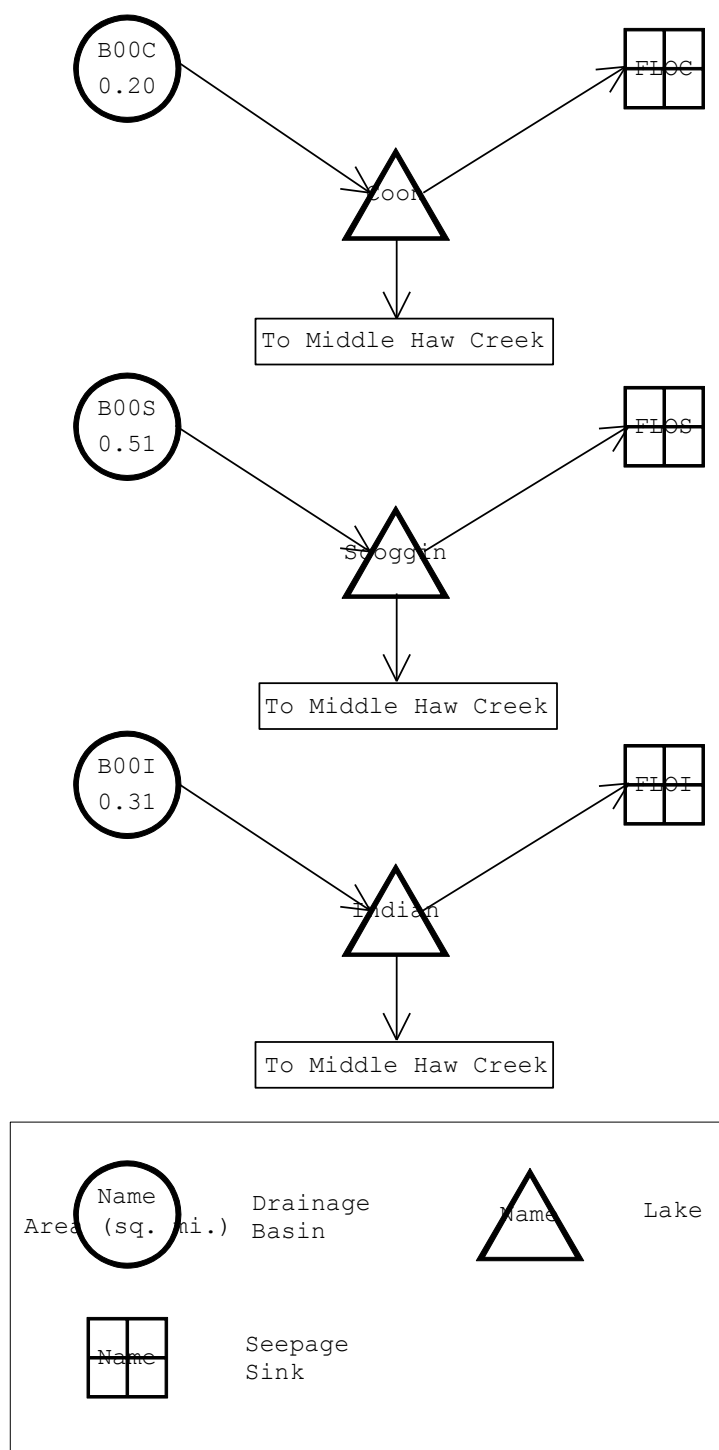 B00C
0.20
FLOC
Coon
To Middle Haw Creek
B00S
0.51
FLOS
Scoggin
To Middle Haw Creek
B00I
0.31
FLOI
Indian
To Middle Haw Creek
Name
Area (sq. mi.)
Drainage
Basin
Name
Lake
Name
Seepage
Sink